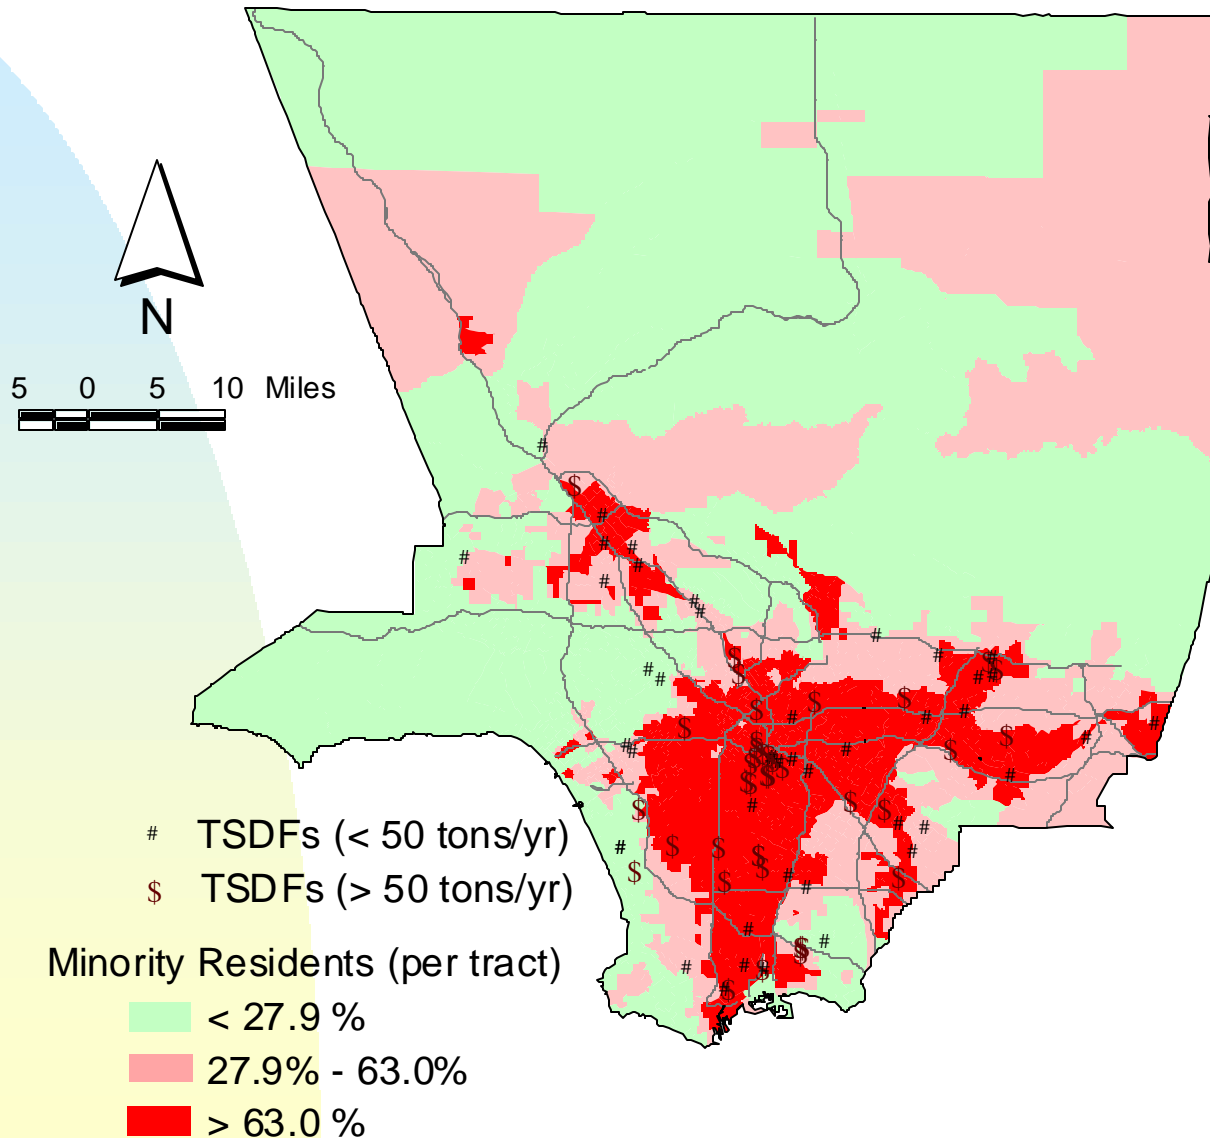 N
5 0 5 10 Miles
# TSDFs (< 50 tons/yr)
$ TSDFs (> 50 tons/yr)
Minority Residents (per tract)
< 27.9 %
27.9% - 63.0%
> 63.0 %